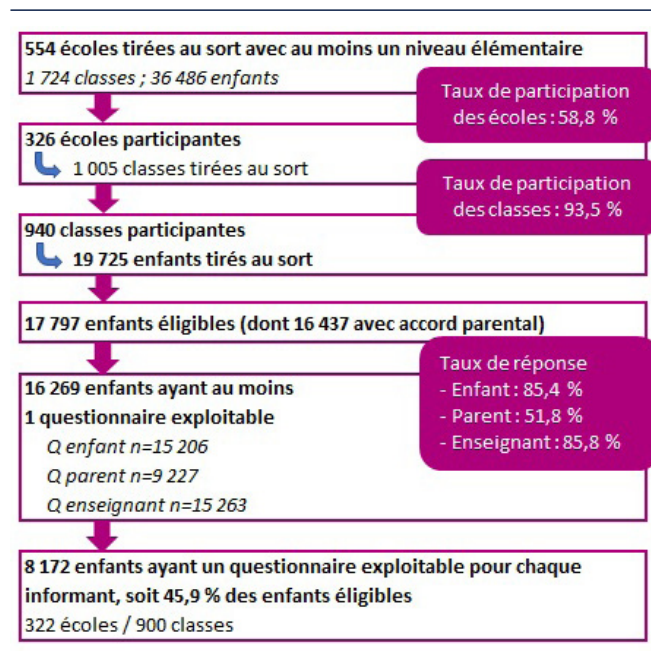 554 écoles tirées au sort avec au moins un niveau élémentaire
1 724 classes ; 36 486 enfants
Taux de participation
des écoles : 58,8 %
326 écoles participantes
1 005 classes tirées au sort
Taux de participation
des classes : 93,5 %
940 classes participantes
19 725 enfants tirés au sort
17 797 enfants éligibles (dont 16 437 avec accord parental)
16 269 enfants ayant au moins
1 questionnaire exploitable
Q enfant n=15 206
Q parent n=9 227
Q enseignant n=15 263
Taux de réponse
- Enfant : 85,4 %
- Parent : 51,8 %
- Enseignant : 85,8 %
8 172 enfants ayant un questionnaire exploitable pour chaque
informant, soit 45,9 % des enfants éligibles
322 écoles / 900 classes